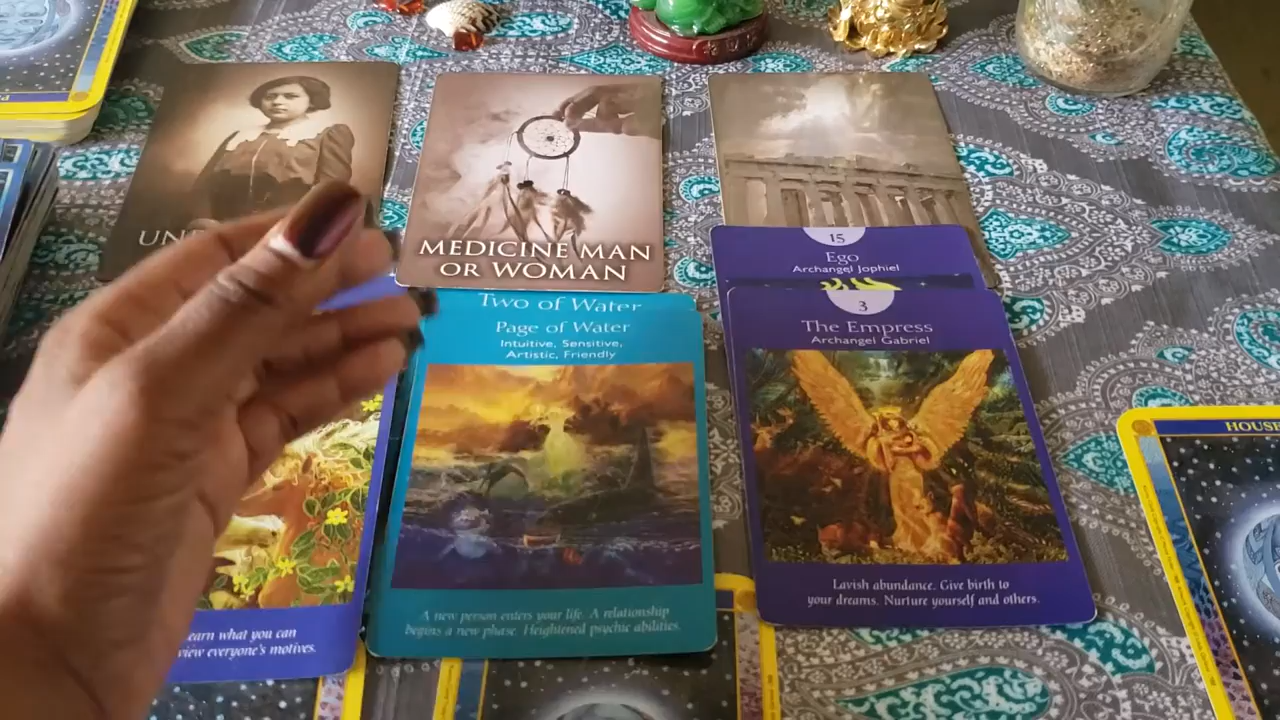 MEDICINE MAN
OR WOMAN
15
Ego
Archangel Jophiel
Two of Water
Page of Water
Intuitive, Sensitive,
Artistic, Friendly
3
The Empress
Archangel Gabriel
HOUSE
A new person enters your life. A relationship
begins a new phase. Heightened psychic abilities.
Lavish abundance. Give birth to
your dreams. Nurture yourself and others.
earn what you can
view everyone's motives.